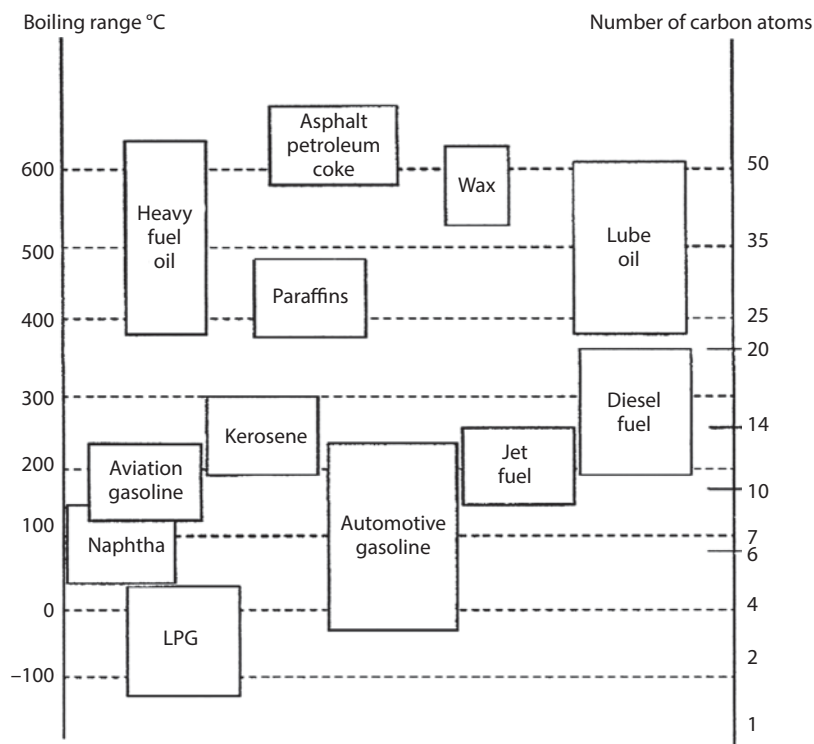 Boiling range °C
Number of carbon atoms
Asphalt
petroleum
coke
600
Wax
50
Heavy
fuel
oil
Lube
oil
500
35
Paraffins
400
25
20
300
Diesel
fuel
Kerosene
14
Jet
fuel
200
Aviation
gasoline
10
100
Automotive
gasoline
Naphtha
7
6
0
4
LPG
2
–100
1